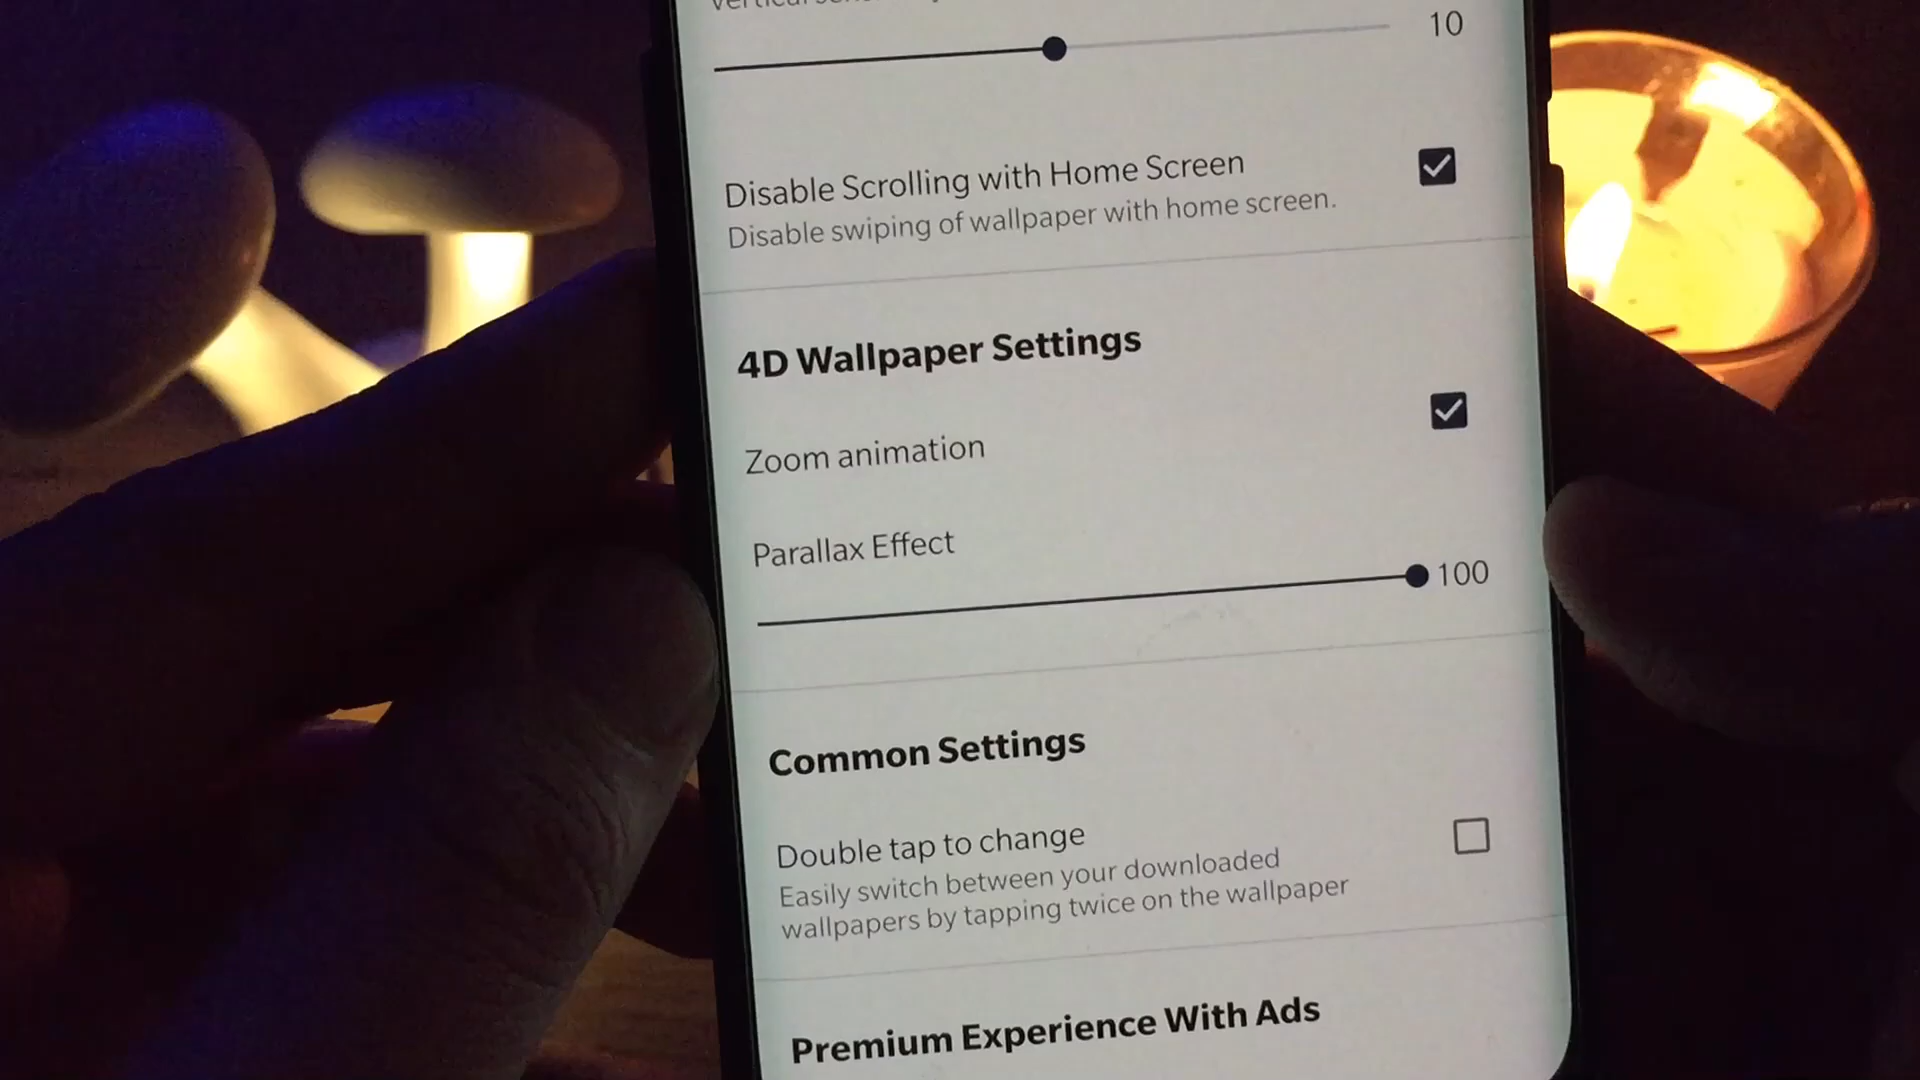 10
Disable Scrolling with Home Screen
Disable swiping of wallpaper with home screen.
4D Wallpaper Settings
Zoom animation
Parallax Effect
100
Common Settings
Double tap to change
Easily switch between your downloaded
wallpapers by tapping twice on the wallpaper
Premium Experience With Ads